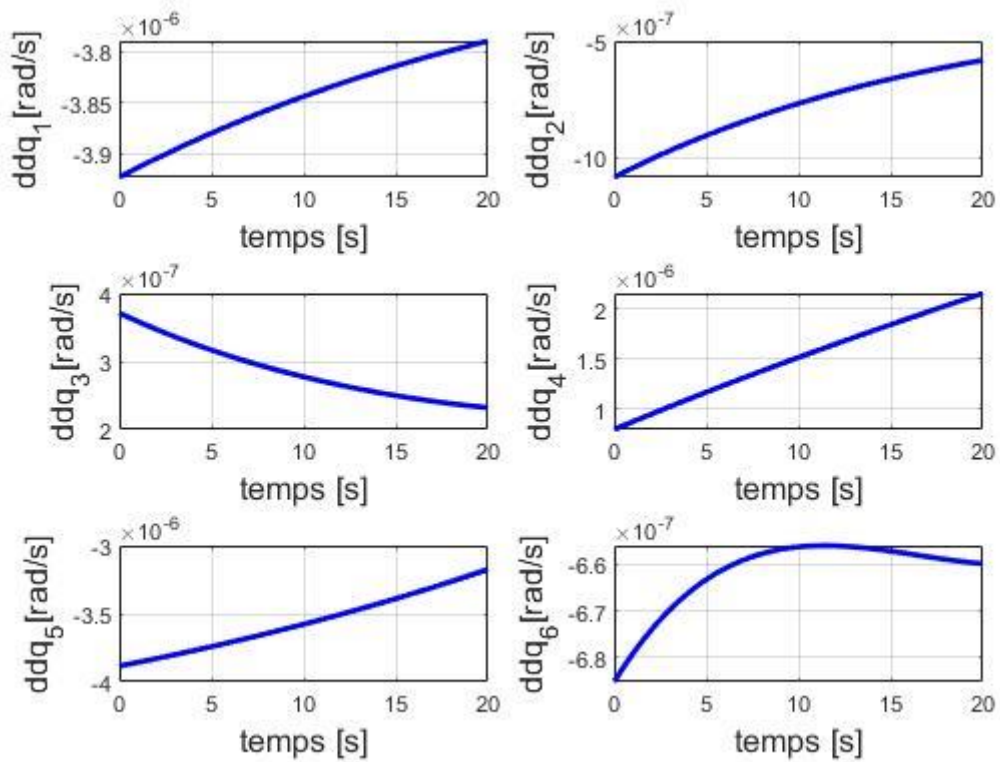 ×10⁻⁶
-3.8
-3.85
-3.9
ddq₁[rad/s]
0 5 10 15 20
temps [s]
×10⁻⁷
-5
-10
ddq₂[rad/s]
0 5 10 15 20
temps [s]
×10⁻⁷
4
3
2
ddq₃[rad/s]
0 5 10 15 20
temps [s]
×10⁻⁶
2
1.5
1
ddq₄[rad/s]
0 5 10 15 20
temps [s]
×10⁻⁶
-3
-3.5
-4
ddq₅[rad/s]
0 5 10 15 20
temps [s]
×10⁻⁷
-6.6
-6.7
-6.8
ddq₆[rad/s]
0 5 10 15 20
temps [s]